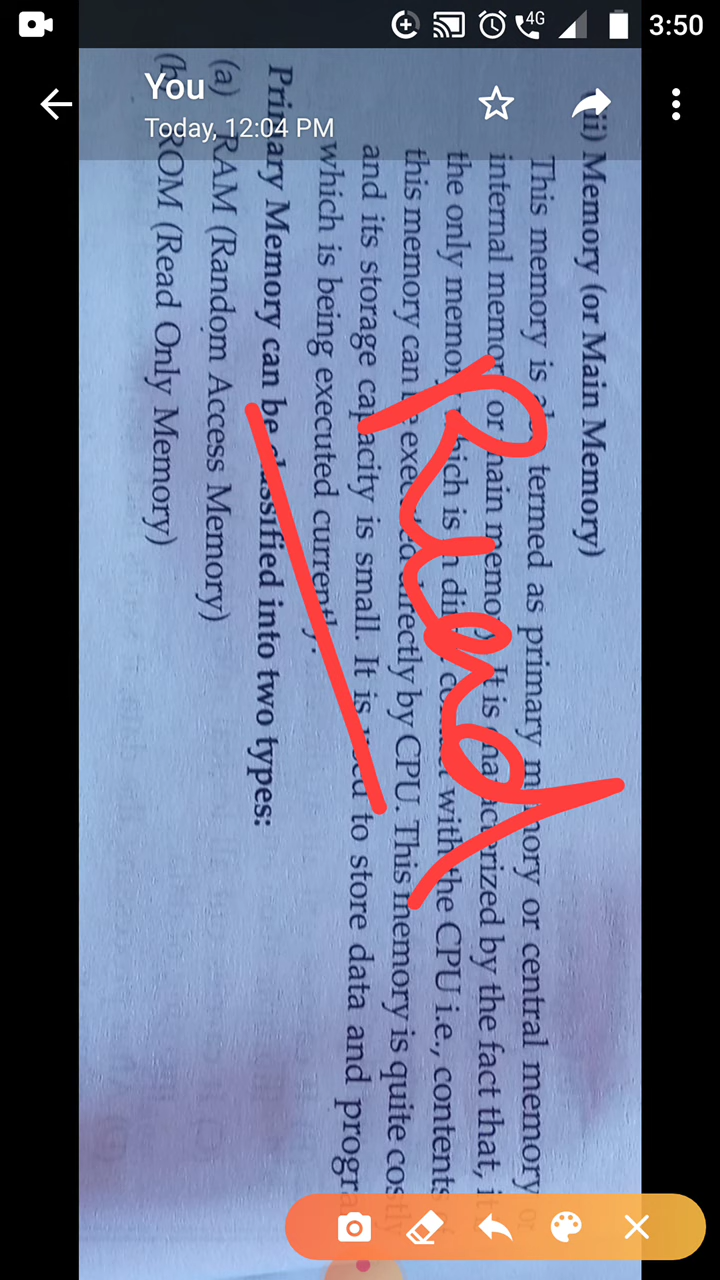 4G
3:50
You
Today, 12:04 PM
Memory (or Main Memory)
This memory is termed as primary memory or central memory or
internal memory or main memory. It is characterized by the fact that, it
the only memory which is in direct contact with the CPU i.e., contents of
this memory can be executed directly by CPU. This memory is quite costly
and its storage capacity is small. It is used to store data and
which is being executed currently.
Primary Memory can be classified into two types:
(a) RAM (Random Access Memory)
(b) ROM (Read Only Memory)
Read